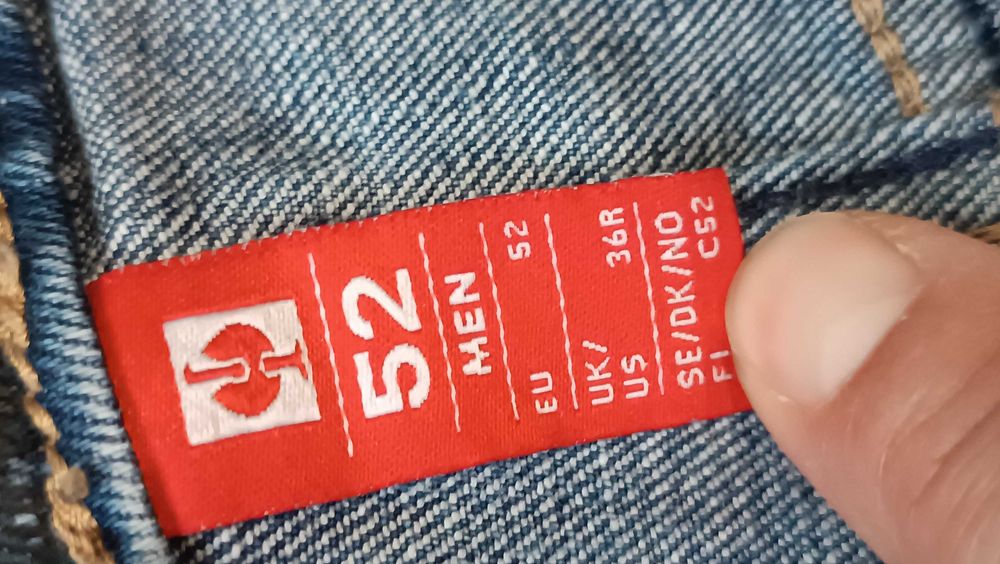 52
MEN
EU 52
UK/ US 36R
SE/DK/NO FI C52